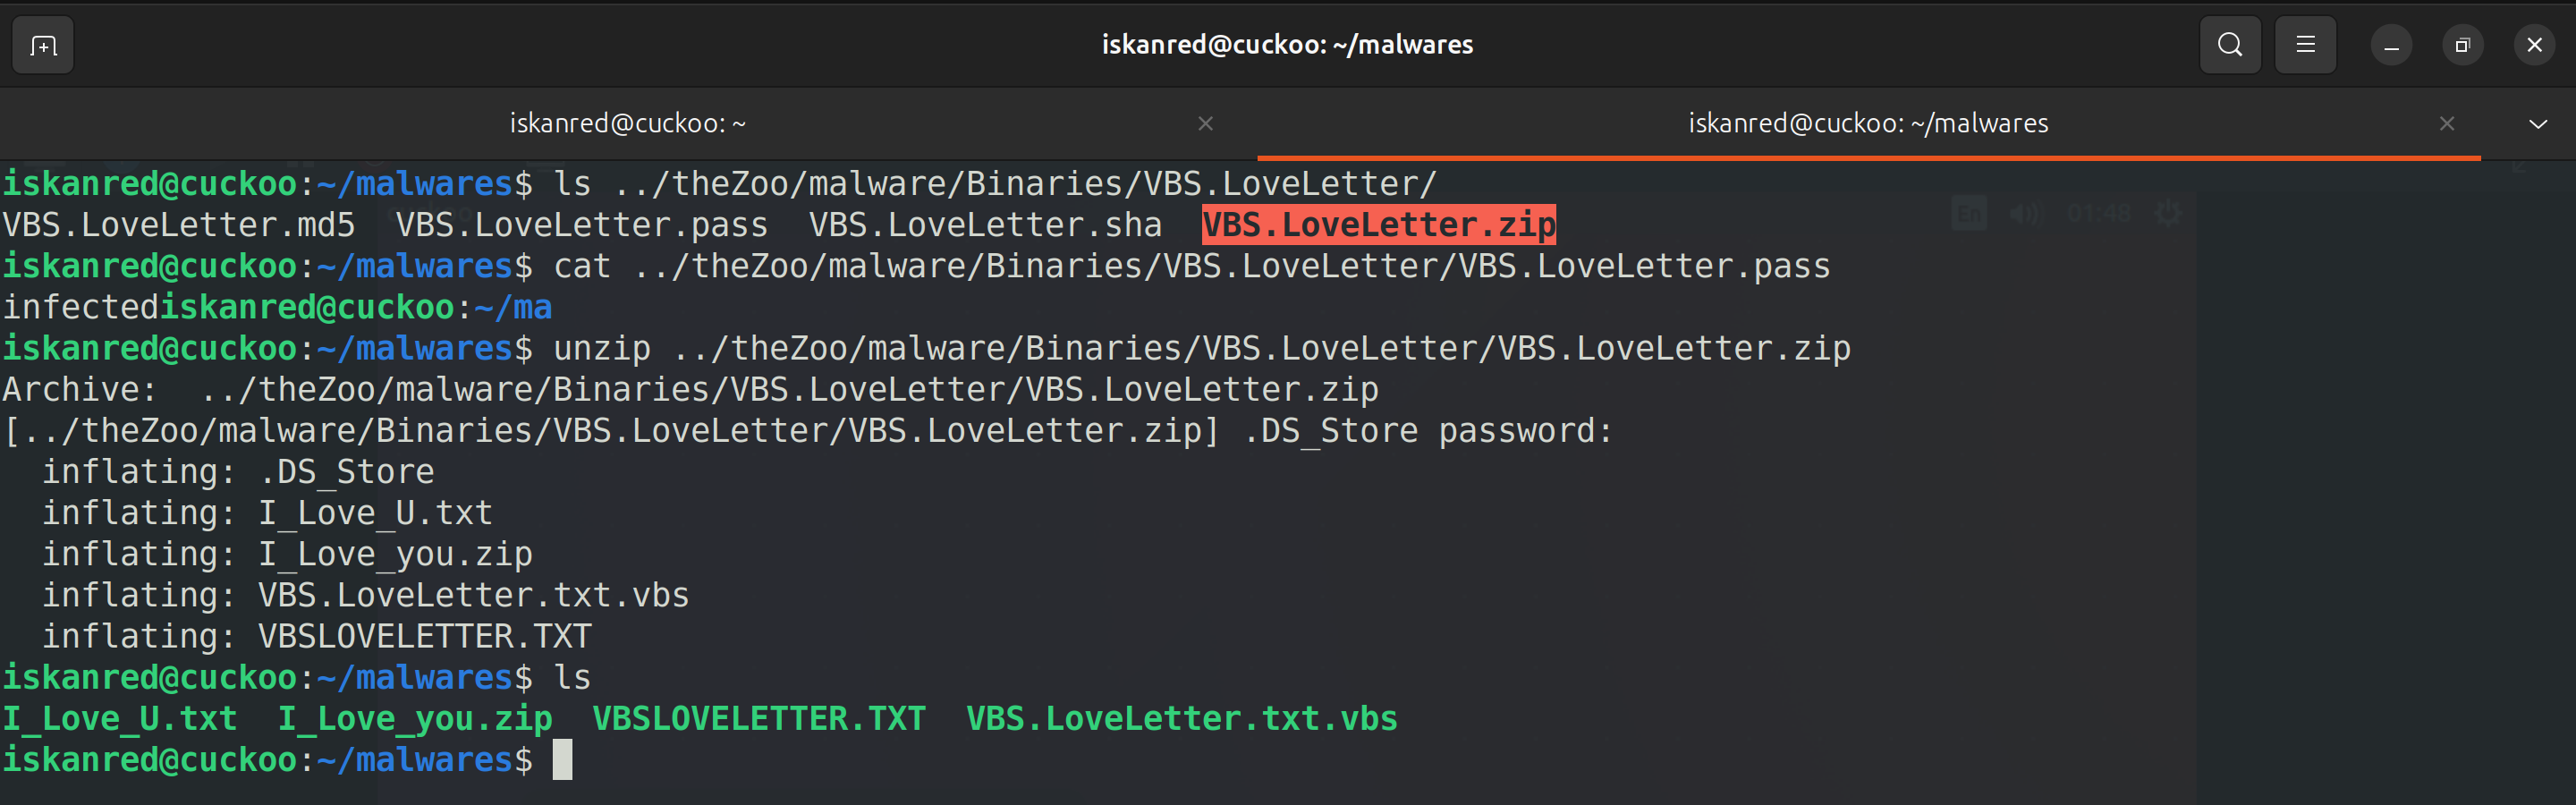 iskanred@cuckoo: ~/malwares
iskanred@cuckoo: ~
iskanred@cuckoo: ~/malwares
iskanred@cuckoo:~/malwares$ ls ../theZoo/malware/Binaries/VBS.LoveLetter/
VBS.LoveLetter.md5  VBS.LoveLetter.pass  VBS.LoveLetter.sha  VBS.LoveLetter.zip
En 01:48
iskanred@cuckoo:~/malwares$ cat ../theZoo/malware/Binaries/VBS.LoveLetter/VBS.LoveLetter.pass
infectediskanred@cuckoo:~/ma
iskanred@cuckoo:~/malwares$ unzip ../theZoo/malware/Binaries/VBS.LoveLetter/VBS.LoveLetter.zip
Archive:  ../theZoo/malware/Binaries/VBS.LoveLetter/VBS.LoveLetter.zip
[../theZoo/malware/Binaries/VBS.LoveLetter/VBS.LoveLetter.zip] .DS_Store password:
  inflating: .DS_Store
  inflating: I_Love_U.txt
  inflating: I_Love_you.zip
  inflating: VBS.LoveLetter.txt.vbs
  inflating: VBSLOVELETTER.TXT
iskanred@cuckoo:~/malwares$ ls
I_Love_U.txt  I_Love_you.zip  VBSLOVELETTER.TXT  VBS.LoveLetter.txt.vbs
iskanred@cuckoo:~/malwares$